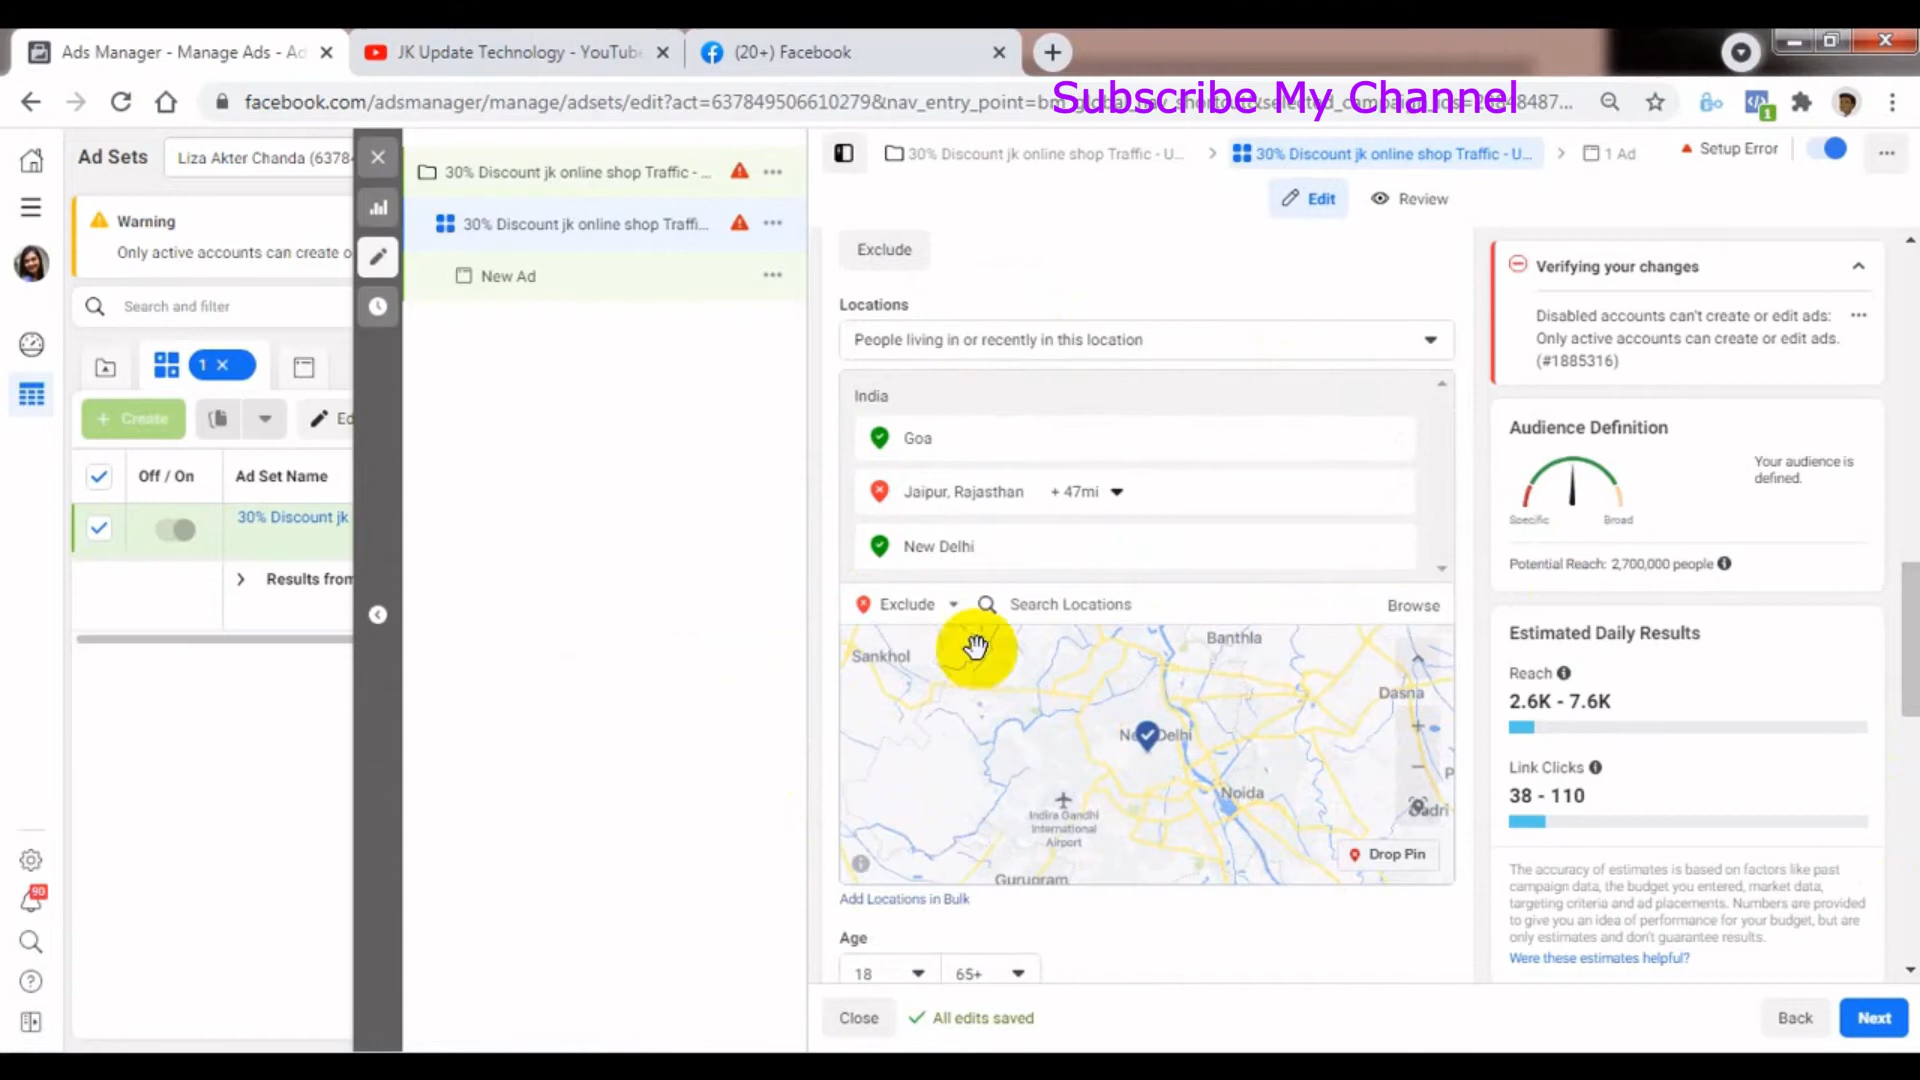 Ads Manager - Manage Ads - Ad
JK Update Technology - YouTube
(20+) Facebook
Subscribe My Channel
facebook.com/adsmanager/manage/adsets/edit?act=637849506610279&nav_entry_point=bm_global_nav_shortcut&selected_campaign_ids=
1
Ad Sets
Liza Akter Chanda (6378
Warning
Only active accounts can create o
Search and filter
1
+ Create
Ed
Off / On
Ad Set Name
30% Discount jk
Results from
90
30% Discount jk online shop Traffic - ...
30% Discount jk online shop Traffi...
New Ad
30% Discount jk online shop Traffic - U...
30% Discount jk online shop Traffic - U...
1 Ad
Setup Error
Edit
Review
Exclude
Locations
People living in or recently in this location
India
Goa
Jaipur, Rajasthan + 47mi
New Delhi
Exclude
Search Locations
Browse
Sankhol
Banthla
Dasna
New Delhi
Noida
Indira Gandhi
International
Airport
Gurugram
Drop Pin
Add Locations in Bulk
Age
18
65+
Close
All edits saved
Back
Next
Verifying your changes
Disabled accounts can't create or edit ads:
Only active accounts can create or edit ads.
(#1885316)
Audience Definition
Your audience is
defined.
Specific
Broad
Potential Reach: 2,700,000 people
Estimated Daily Results
Reach
2.6K - 7.6K
Link Clicks
38 - 110
The accuracy of estimates is based on factors like past
campaign data, the budget you entered, market data,
targeting criteria and ad placements. Numbers are provided
to give you an idea of performance for your budget, but are
only estimates and don't guarantee results.
Were these estimates helpful?